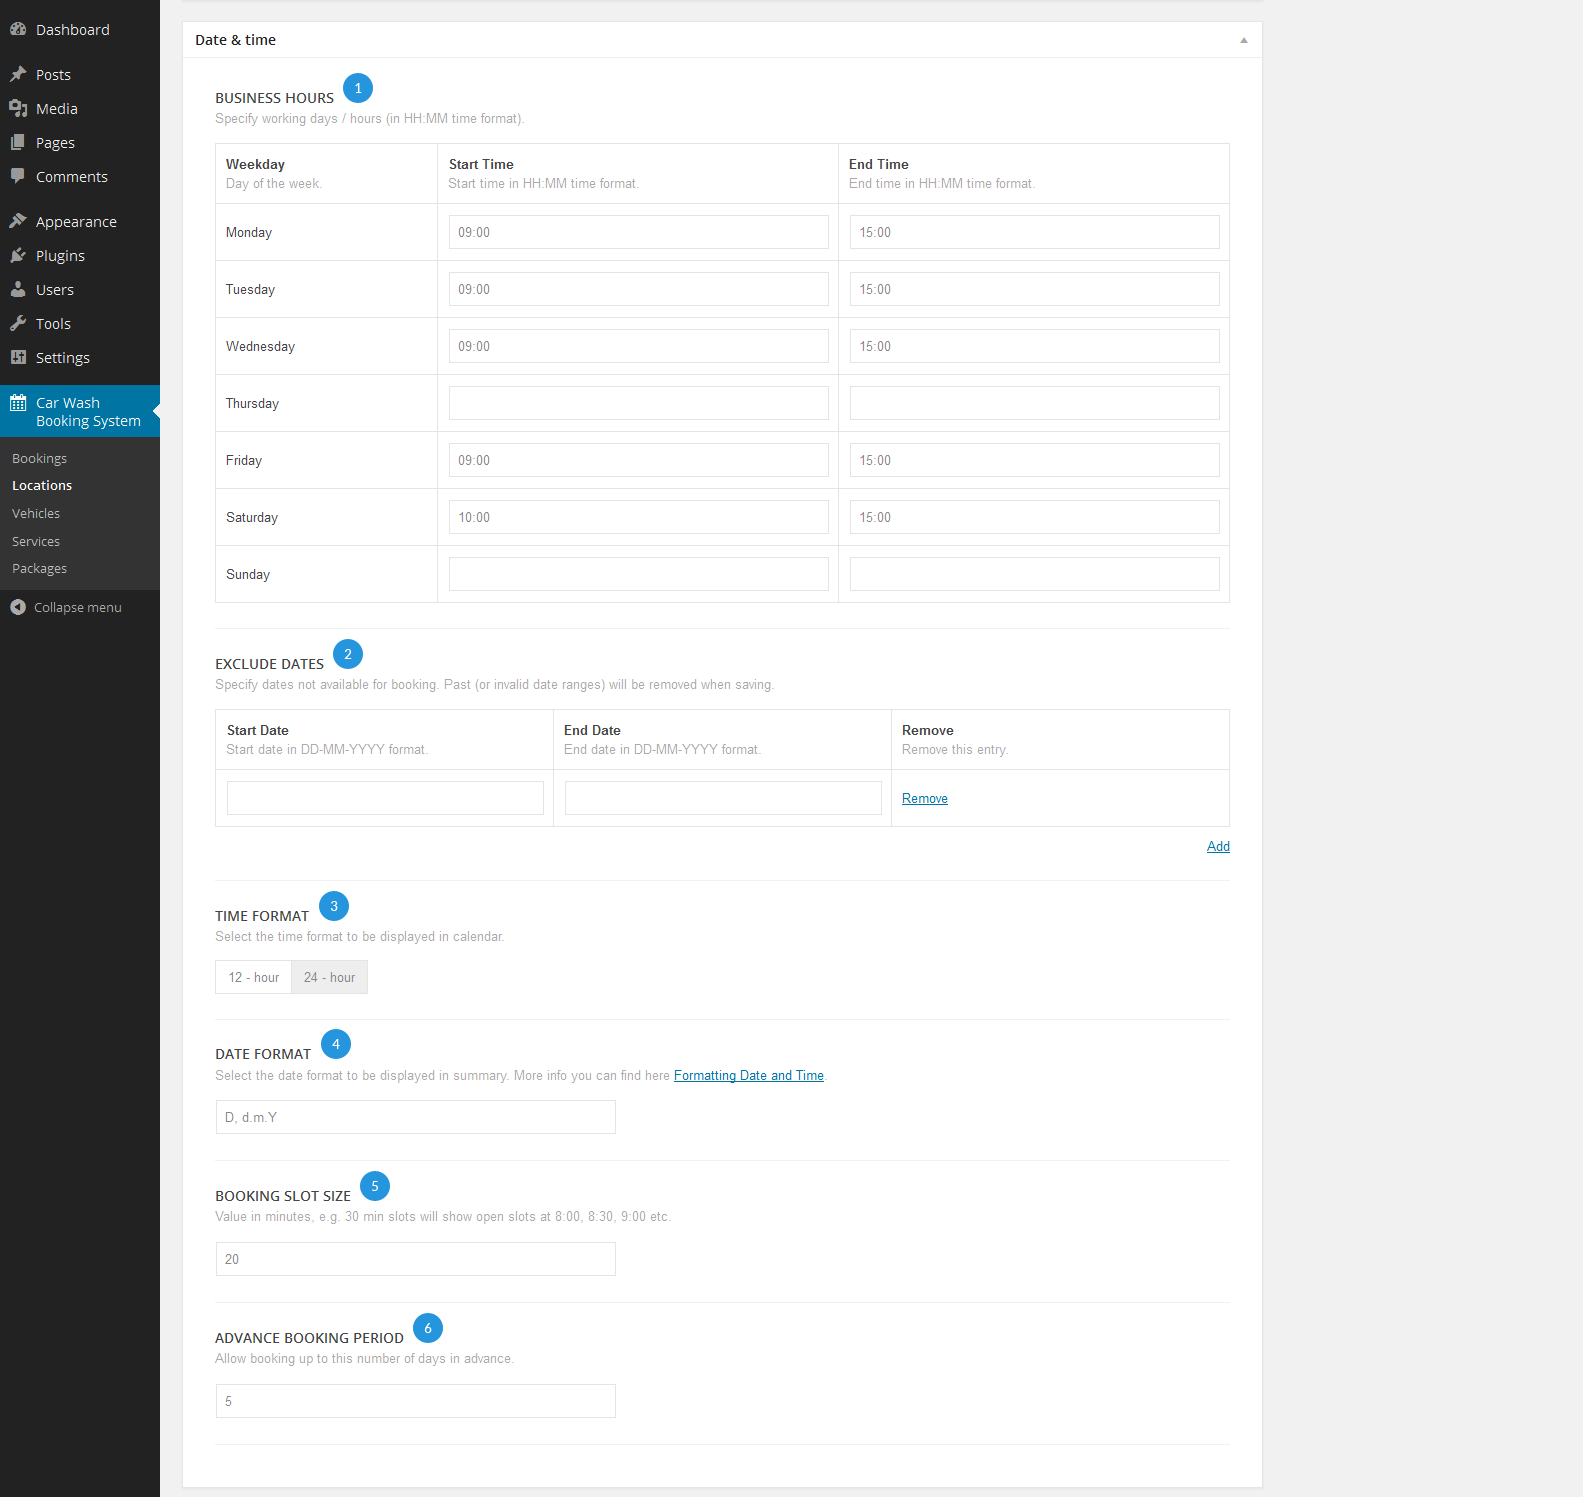 Dashboard
Posts
Media
Pages
Comments
Appearance
Plugins
Users
Tools
Settings
Car Wash
Booking System
Bookings
Locations
Vehicles
Services
Packages
Collapse menu
Date & time
BUSINESS HOURS 1
Specify working days / hours (in HH:MM time format).
Weekday Start Time End Time
Day of the week. Start time in HH:MM time format. End time in HH:MM time format.
Monday 09:00 15:00
Tuesday 09:00 15:00
Wednesday 09:00 15:00
Thursday
Friday 09:00 15:00
Saturday 10:00 15:00
Sunday
EXCLUDE DATES 2
Specify dates not available for booking. Past (or invalid date ranges) will be removed when saving.
Start Date End Date Remove
Start date in DD-MM-YYYY format. End date in DD-MM-YYYY format. Remove this entry.
Remove
Add
TIME FORMAT 3
Select the time format to be displayed in calendar.
12 - hour 24 - hour
DATE FORMAT 4
Select the date format to be displayed in summary. More info you can find here Formatting Date and Time.
D, d.m.Y
BOOKING SLOT SIZE 5
Value in minutes, e.g. 30 min slots will show open slots at 8:00, 8:30, 9:00 etc.
20
ADVANCE BOOKING PERIOD 6
Allow booking up to this number of days in advance.
5